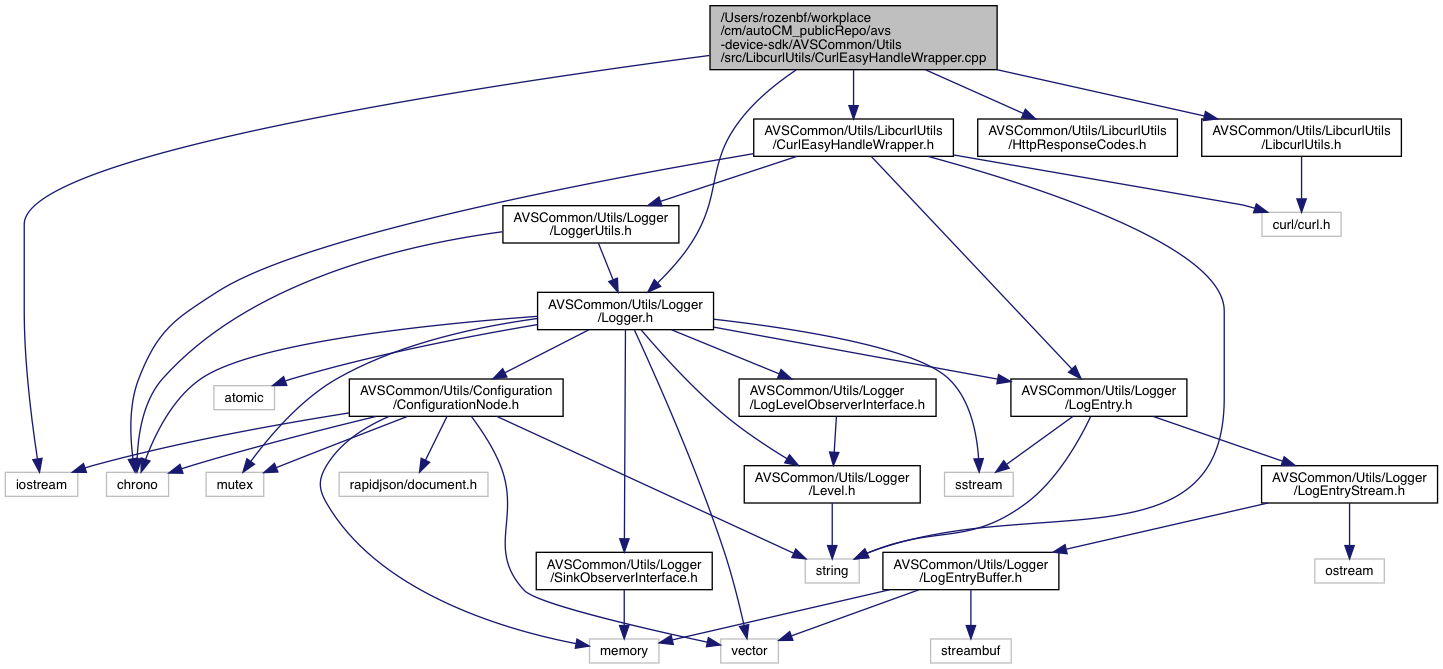 /Users/rozenbf/workplace
/cm/autoCM_publicRepo/avs
-device-sdk/AVSCommon/Utils
/src/LibcurlUtils/CurlEasyHandleWrapper.cpp
AVSCommon/Utils/LibcurlUtils
/CurlEasyHandleWrapper.h
AVSCommon/Utils/LibcurlUtils
/HttpResponseCodes.h
AVSCommon/Utils/LibcurlUtils
/LibcurlUtils.h
AVSCommon/Utils/Logger
/LoggerUtils.h
curl/curl.h
AVSCommon/Utils/Logger
/Logger.h
atomic
AVSCommon/Utils/Configuration
/ConfigurationNode.h
AVSCommon/Utils/Logger
/LogLevelObserverInterface.h
AVSCommon/Utils/Logger
/LogEntry.h
iostream
chrono
mutex
rapidjson/document.h
AVSCommon/Utils/Logger
/Level.h
sstream
AVSCommon/Utils/Logger
/LogEntryStream.h
AVSCommon/Utils/Logger
/SinkObserverInterface.h
string
AVSCommon/Utils/Logger
/LogEntryBuffer.h
ostream
memory
vector
streambuf